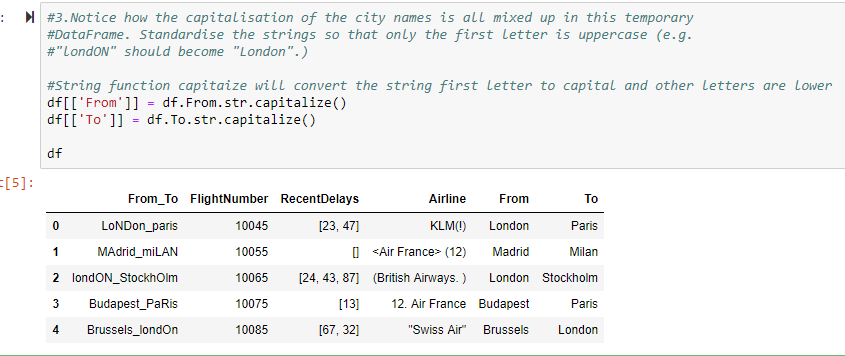 :
#3.Notice how the capitalisation of the city names is all mixed up in this temporary
#DataFrame. Standardise the strings so that only the first letter is uppercase (e.g.
#"londON" should become "London".)
#String function capitaize will convert the string first letter to capital and other letters are lower
df[['From']] = df.From.str.capitalize()
df[['To']] = df.To.str.capitalize()
df
t[5]:
From_To FlightNumber RecentDelays Airline From To
0 LoNDon_paris 10045 [23, 47] KLM(!) London Paris
1 MAdrid_miLAN 10055 [] <Air France> (12) Madrid Milan
2 londON_StockhOlm 10065 [24, 43, 87] (British Airways. ) London Stockholm
3 Budapest_PaRis 10075 [13] 12. Air France Budapest Paris
4 Brussels_londOn 10085 [67, 32] "Swiss Air" Brussels London